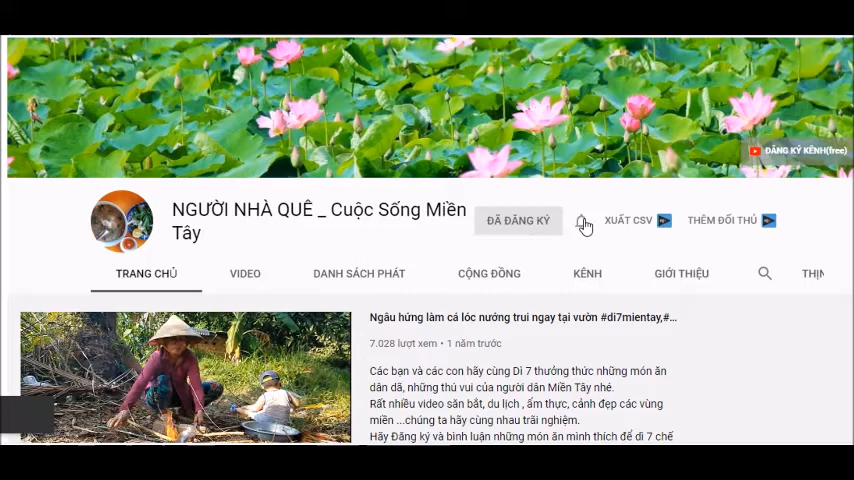 ĐĂNG KÝ KÊNH(free)
NGƯỜI NHÀ QUÊ _ Cuộc Sống Miền
Tây
ĐÃ ĐĂNG KÝ
XUẤT CSV
THÊM ĐỐI THỦ
TRANG CHỦ
VIDEO
DANH SÁCH PHÁT
CỘNG ĐỒNG
KÊNH
GIỚI THIỆU
THỊN
Ngâu hứng làm cá lóc nướng trui ngay tại vườn #di7mientay,#...
7.028 lượt xem • 1 năm trước
Các bạn và các con hãy cùng Dì 7 thưởng thức những món ăn
dân dã, những thú vui của người dân Miền Tây nhé.
Rất nhiều video săn bắt, du lịch , ẩm thực, cảnh đẹp các vùng
miền ...chúng ta hãy cùng nhau trãi nghiệm.
Hãy Đăng ký và bình luận những món ăn mình thích để dì 7 chế